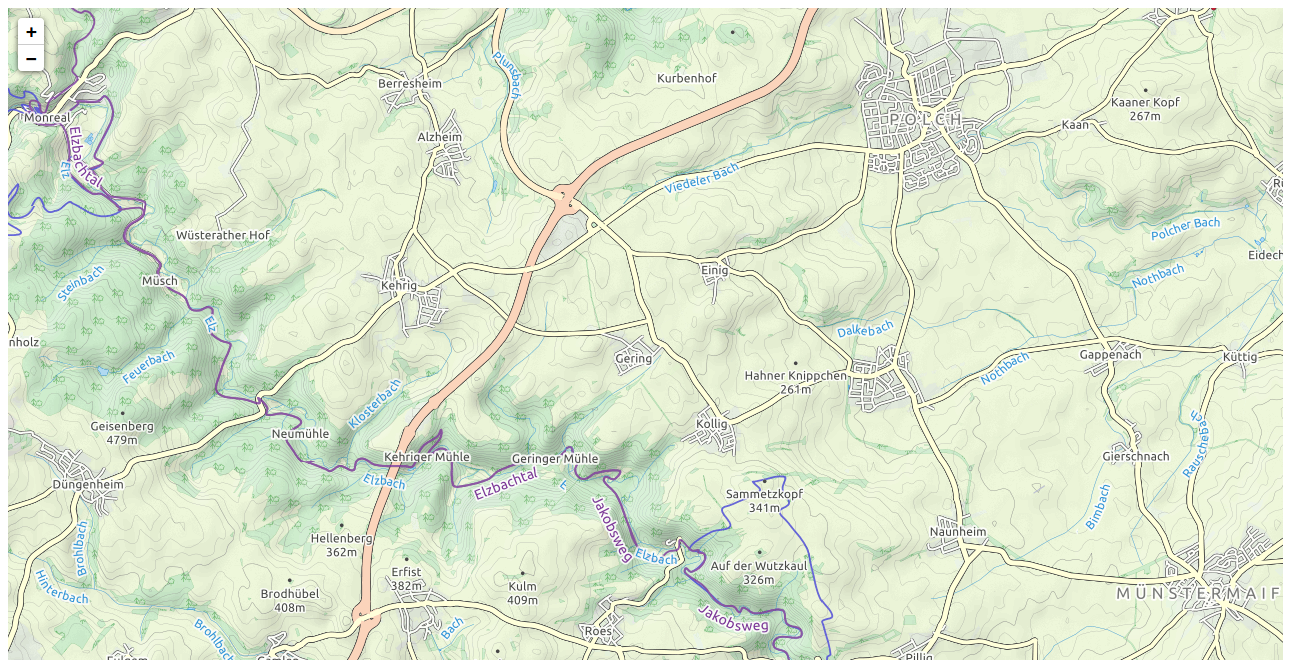 +
−
Plunsbach
Kurbenhof
Berresheim
Kaaner Kopf
267m
Monreal
POLCH
Kaan
Alzheim
Elzbachtal
Elz
Viedeler Bach
Wüsterather Hof
Polcher Bach
Steinbach
Müsch
Kehrig
Einig
Nothbach
Elz
Dalkebach
Gering
Gappenach
Küttig
Feuerbach
Nothbach
Hahner Knippchen
261m
Klosterbach
Geisenberg
479m
Neumühle
Kollig
Rauschebach
Kehriger Mühle
Geringer Mühle
Gierschnach
Düngenheim
Elzbach
Elzbachtal
Sammetzkopf
341m
Bimbach
Jakobsweg
Hellenberg
362m
Brohlbach
Naunheim
Elzbach
Auf der Wutzkaul
326m
Erfist
382m
Kulm
409m
Hinterbach
Brodhübel
408m
MÜNSTERMAIF
Jakobsweg
Brohlbach
Bach
Roes
Pillig